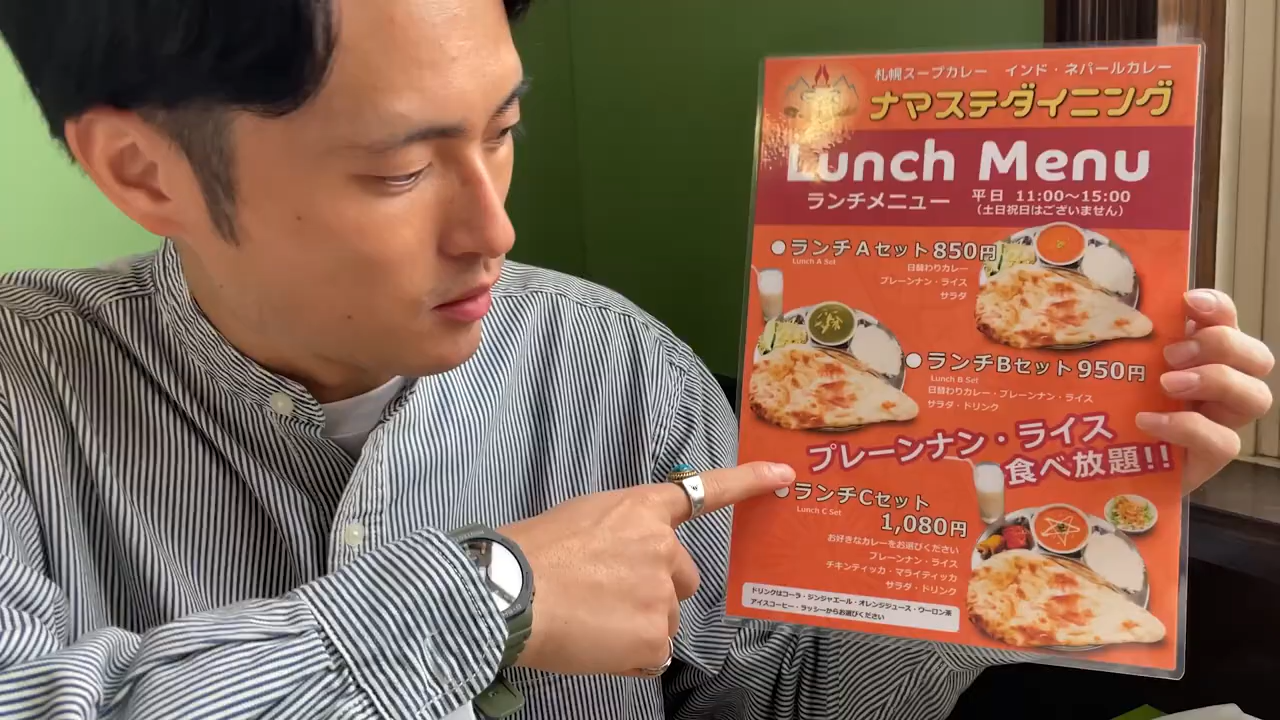 札幌スープカレー インド・ネパールカレー
ナマステダイニング
Lunch Menu
ランチメニュー 平日 11:00～15:00
（土日祝日はございません）
●ランチAセット850円
Lunch A Set
日替わりカレー
プレーンナン・ライス
サラダ
●ランチBセット950円
Lunch B Set
日替わりカレー・プレーンナン・ライス
サラダ・ドリンク
プレーンナン・ライス
食べ放題!!
●ランチCセット
Lunch C Set
1,080円
お好きなカレーをお選びください
プレーンナン・ライス
チキンティッカ・マライティッカ
サラダ・ドリンク
ドリンクはコーラ・ジンジャエール・オレンジジュース・ウーロン茶
アイスコーヒー・ラッシーからお選びください